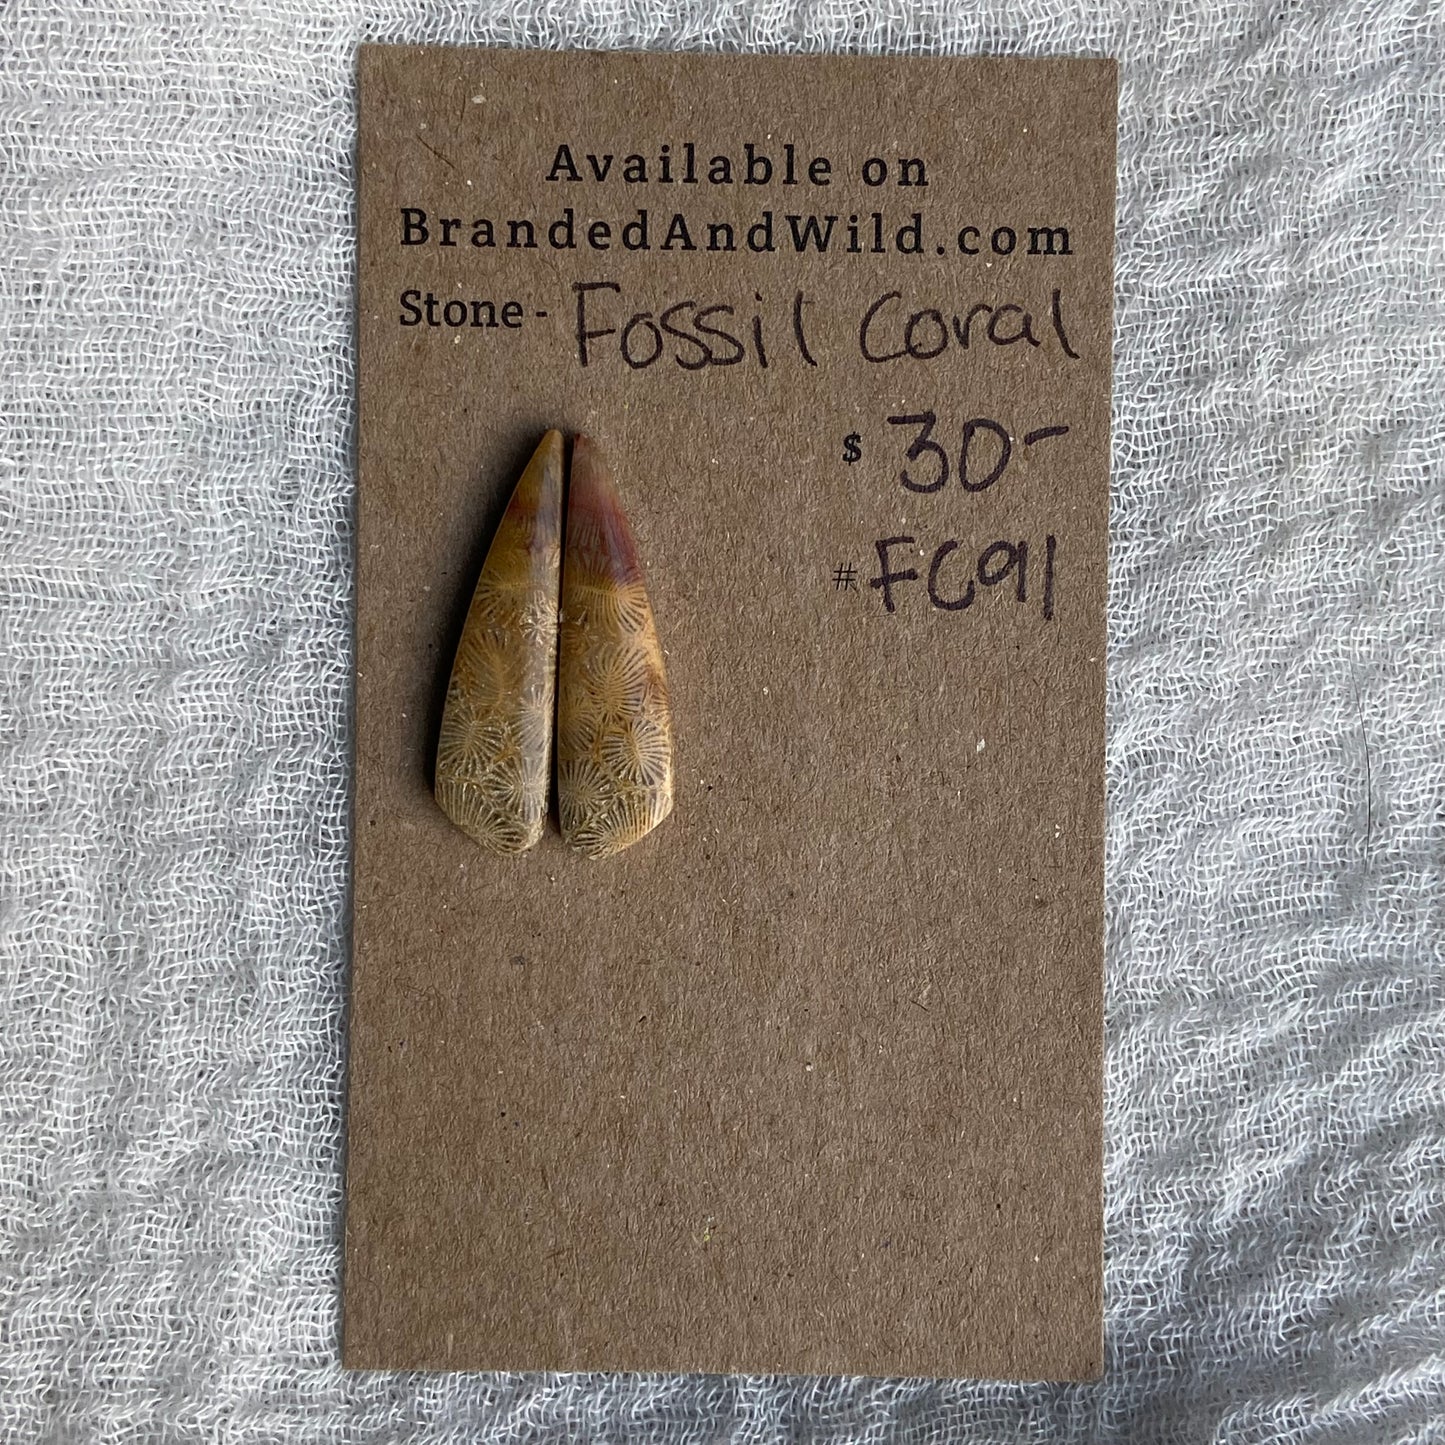 Available on
BrandedAndWild.com
Stone - Fossil Coral
$ 30-
# FC91